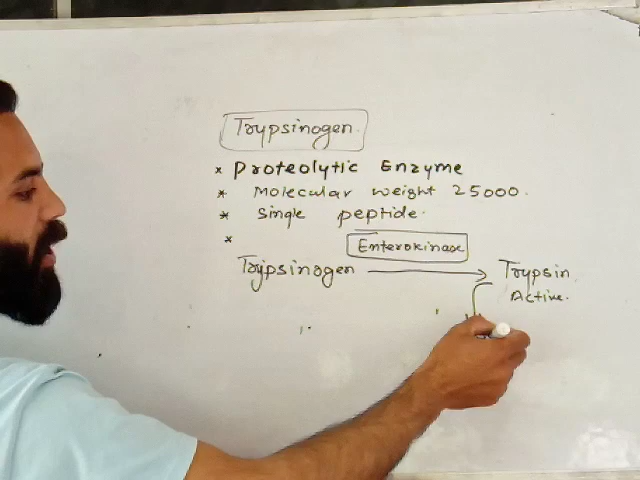 Trypsinogen.
* Proteolytic Enzyme
* Molecular weight 25000.
* Single peptide.
*
Enterokinase
Trypsinogen → Trypsin
Active.